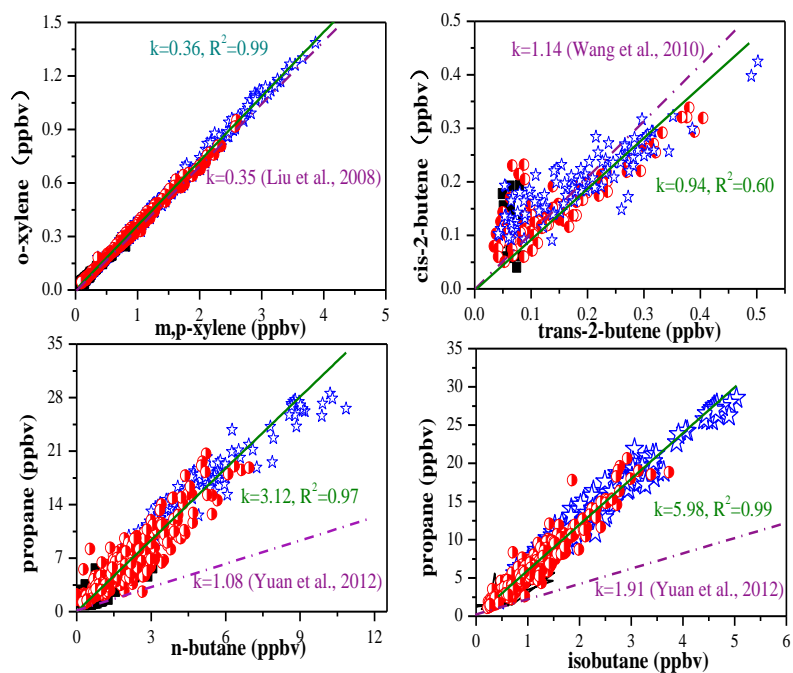 1.5
1.2
0.9
0.6
0.3
0.0
o-xylene（ppbv)
k=0.36, R²=0.99
k=0.35 (Liu et al., 2008)
0 1 2 3 4 5
m,p-xylene (ppbv)
0.5
0.4
0.3
0.2
0.1
0.0
cis-2-butene (ppbv)
k=1.14 (Wang et al., 2010)
k=0.94, R²=0.60
0.0 0.1 0.2 0.3 0.4 0.5
trans-2-butene (ppbv)
35
28
21
14
7
0
propane (ppbv)
k=3.12, R²=0.97
k=1.08 (Yuan et al., 2012)
0 3 6 9 12
n-butane (ppbv)
35
30
25
20
15
10
5
0
propane (ppbv)
k=5.98, R²=0.99
k=1.91 (Yuan et al., 2012)
0 1 2 3 4 5 6
isobutane (ppbv)